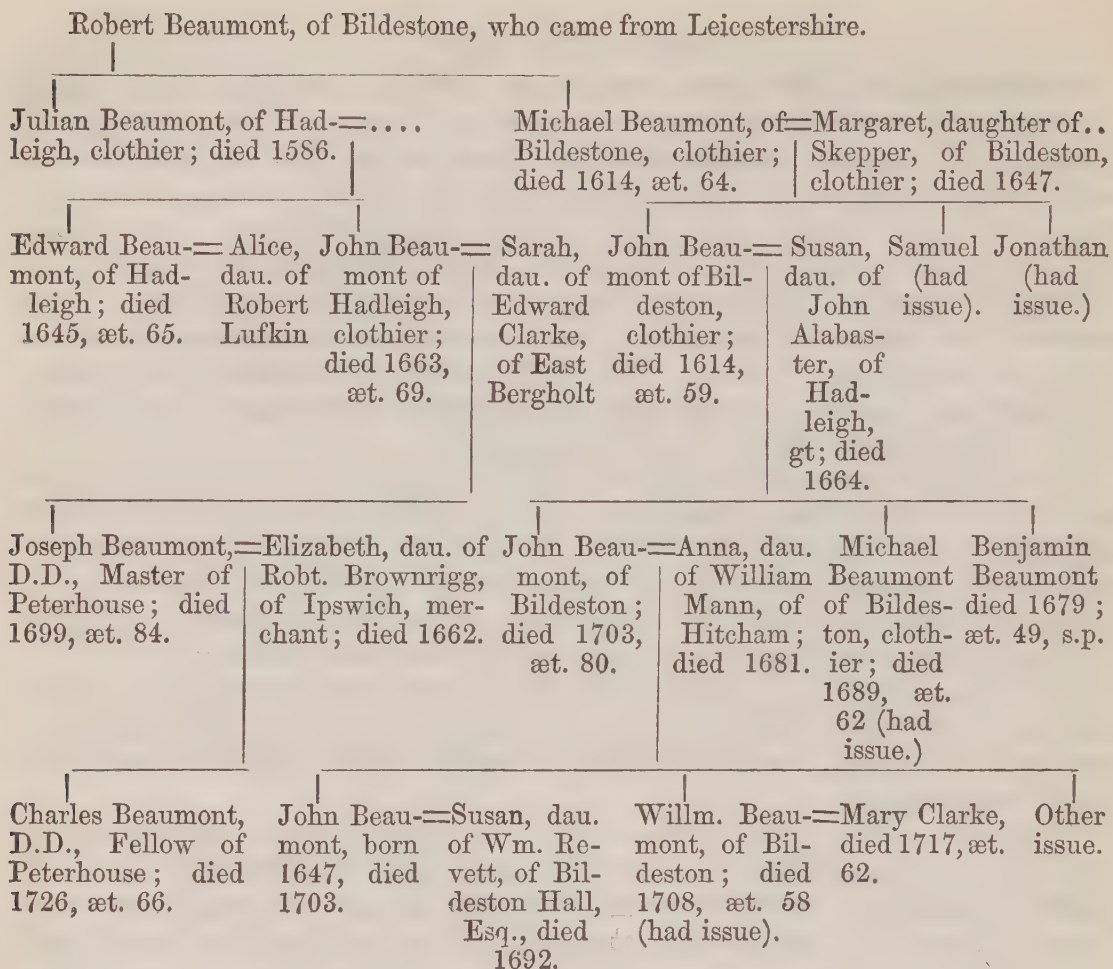 Robert Beaumont, of Bildestone, who came from Leicestershire.
Julian Beaumont, of Had-=....
leigh, clothier; died 1586.
Michael Beaumont, of=Margaret, daughter of..
Bildestone, clothier; Skepper, of Bildeston,
died 1614, æt. 64. clothier; died 1647.
Edward Beau-=
mont, of Had-
leigh; died
1645, æt. 65.
Alice,
dau. of
Robert
Lufkin
John Beau-=
mont of
Hadleigh,
clothier;
died 1663,
æt. 69.
Sarah,
dau. of
Edward
Clarke,
of East
Bergholt
John Beau-=
mont of Bil-
deston,
clothier;
died 1614,
æt. 59.
Susan,
dau. of
John
Alabas-
ter, of
Had-
leigh,
gt; died
1664.
Samuel
(had
issue).
Jonathan
(had
issue.)
Joseph Beaumont,=
D.D., Master of
Peterhouse; died
1699, æt. 84.
Elizabeth, dau. of
Robt. Brownrigg,
of Ipswich, mer-
chant; died 1662.
John Beau-=
mont, of
Bildeston;
died 1703,
æt. 80.
Anna, dau.
of William
Mann, of
Hitcham;
died 1681.
Michael
Beaumont
of Bildes-
ton, cloth-
ier; died
1689, æt.
62 (had
issue.)
Benjamin
Beaumont
died 1679;
æt. 49, s.p.
Charles Beaumont,
D.D., Fellow of
Peterhouse; died
1726, æt. 66.
John Beau-=
mont, born
1647, died
1703.
Susan, dau.
of Wm. Re-
vett, of Bil-
deston Hall,
Esq., died
1692.
Willm. Beau-=
mont, of Bil-
deston; died
1708, æt. 58
(had issue).
Mary Clarke,
died 1717, æt.
62.
Other
issue.